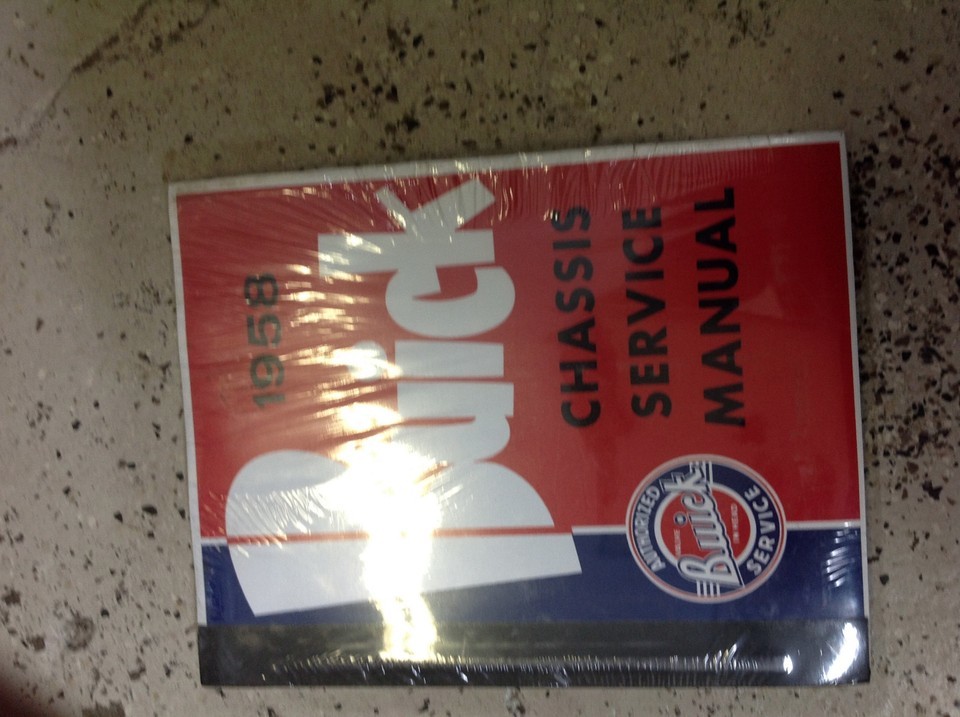 1958
Buick
CHASSIS
SERVICE
MANUAL
AUTHORIZED
Buick
SERVICE